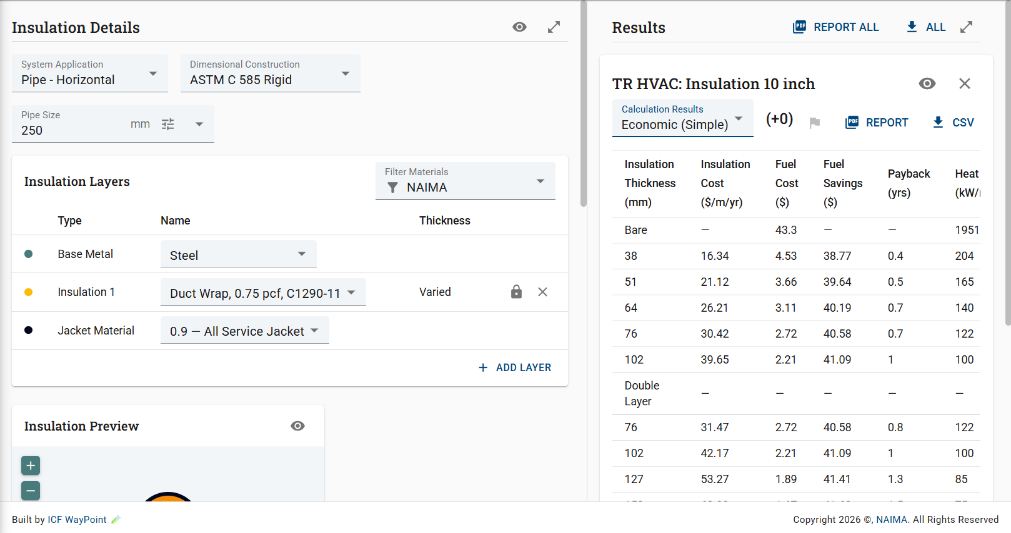 Insulation Details
System Application
Pipe - Horizontal
Dimensional Construction
ASTM C 585 Rigid
Pipe Size
250 mm
Insulation Layers
Filter Materials
NAIMA
Type Name Thickness
Base Metal Steel
Insulation 1 Duct Wrap, 0.75 pcf, C1290-11 Varied
Jacket Material 0.9 — All Service Jacket
+ ADD LAYER
Insulation Preview
+
−
Results
PDF REPORT ALL ALL
TR HVAC: Insulation 10 inch
Calculation Results
Economic (Simple) (+0) PDF REPORT CSV
Insulation Thickness (mm) Insulation Cost ($/m/yr) Fuel Cost ($) Fuel Savings ($) Payback (yrs) Heat (kW/
Bare — 43.3 — — 1951
38 16.34 4.53 38.77 0.4 204
51 21.12 3.66 39.64 0.5 165
64 26.21 3.11 40.19 0.7 140
76 30.42 2.72 40.58 0.7 122
102 39.65 2.21 41.09 1 100
Double Layer — — — — —
76 31.47 2.72 40.58 0.8 122
102 42.17 2.21 41.09 1 100
127 53.27 1.89 41.41 1.3 85
Built by ICF WayPoint
Copyright 2026 ©, NAIMA. All Rights Reserved